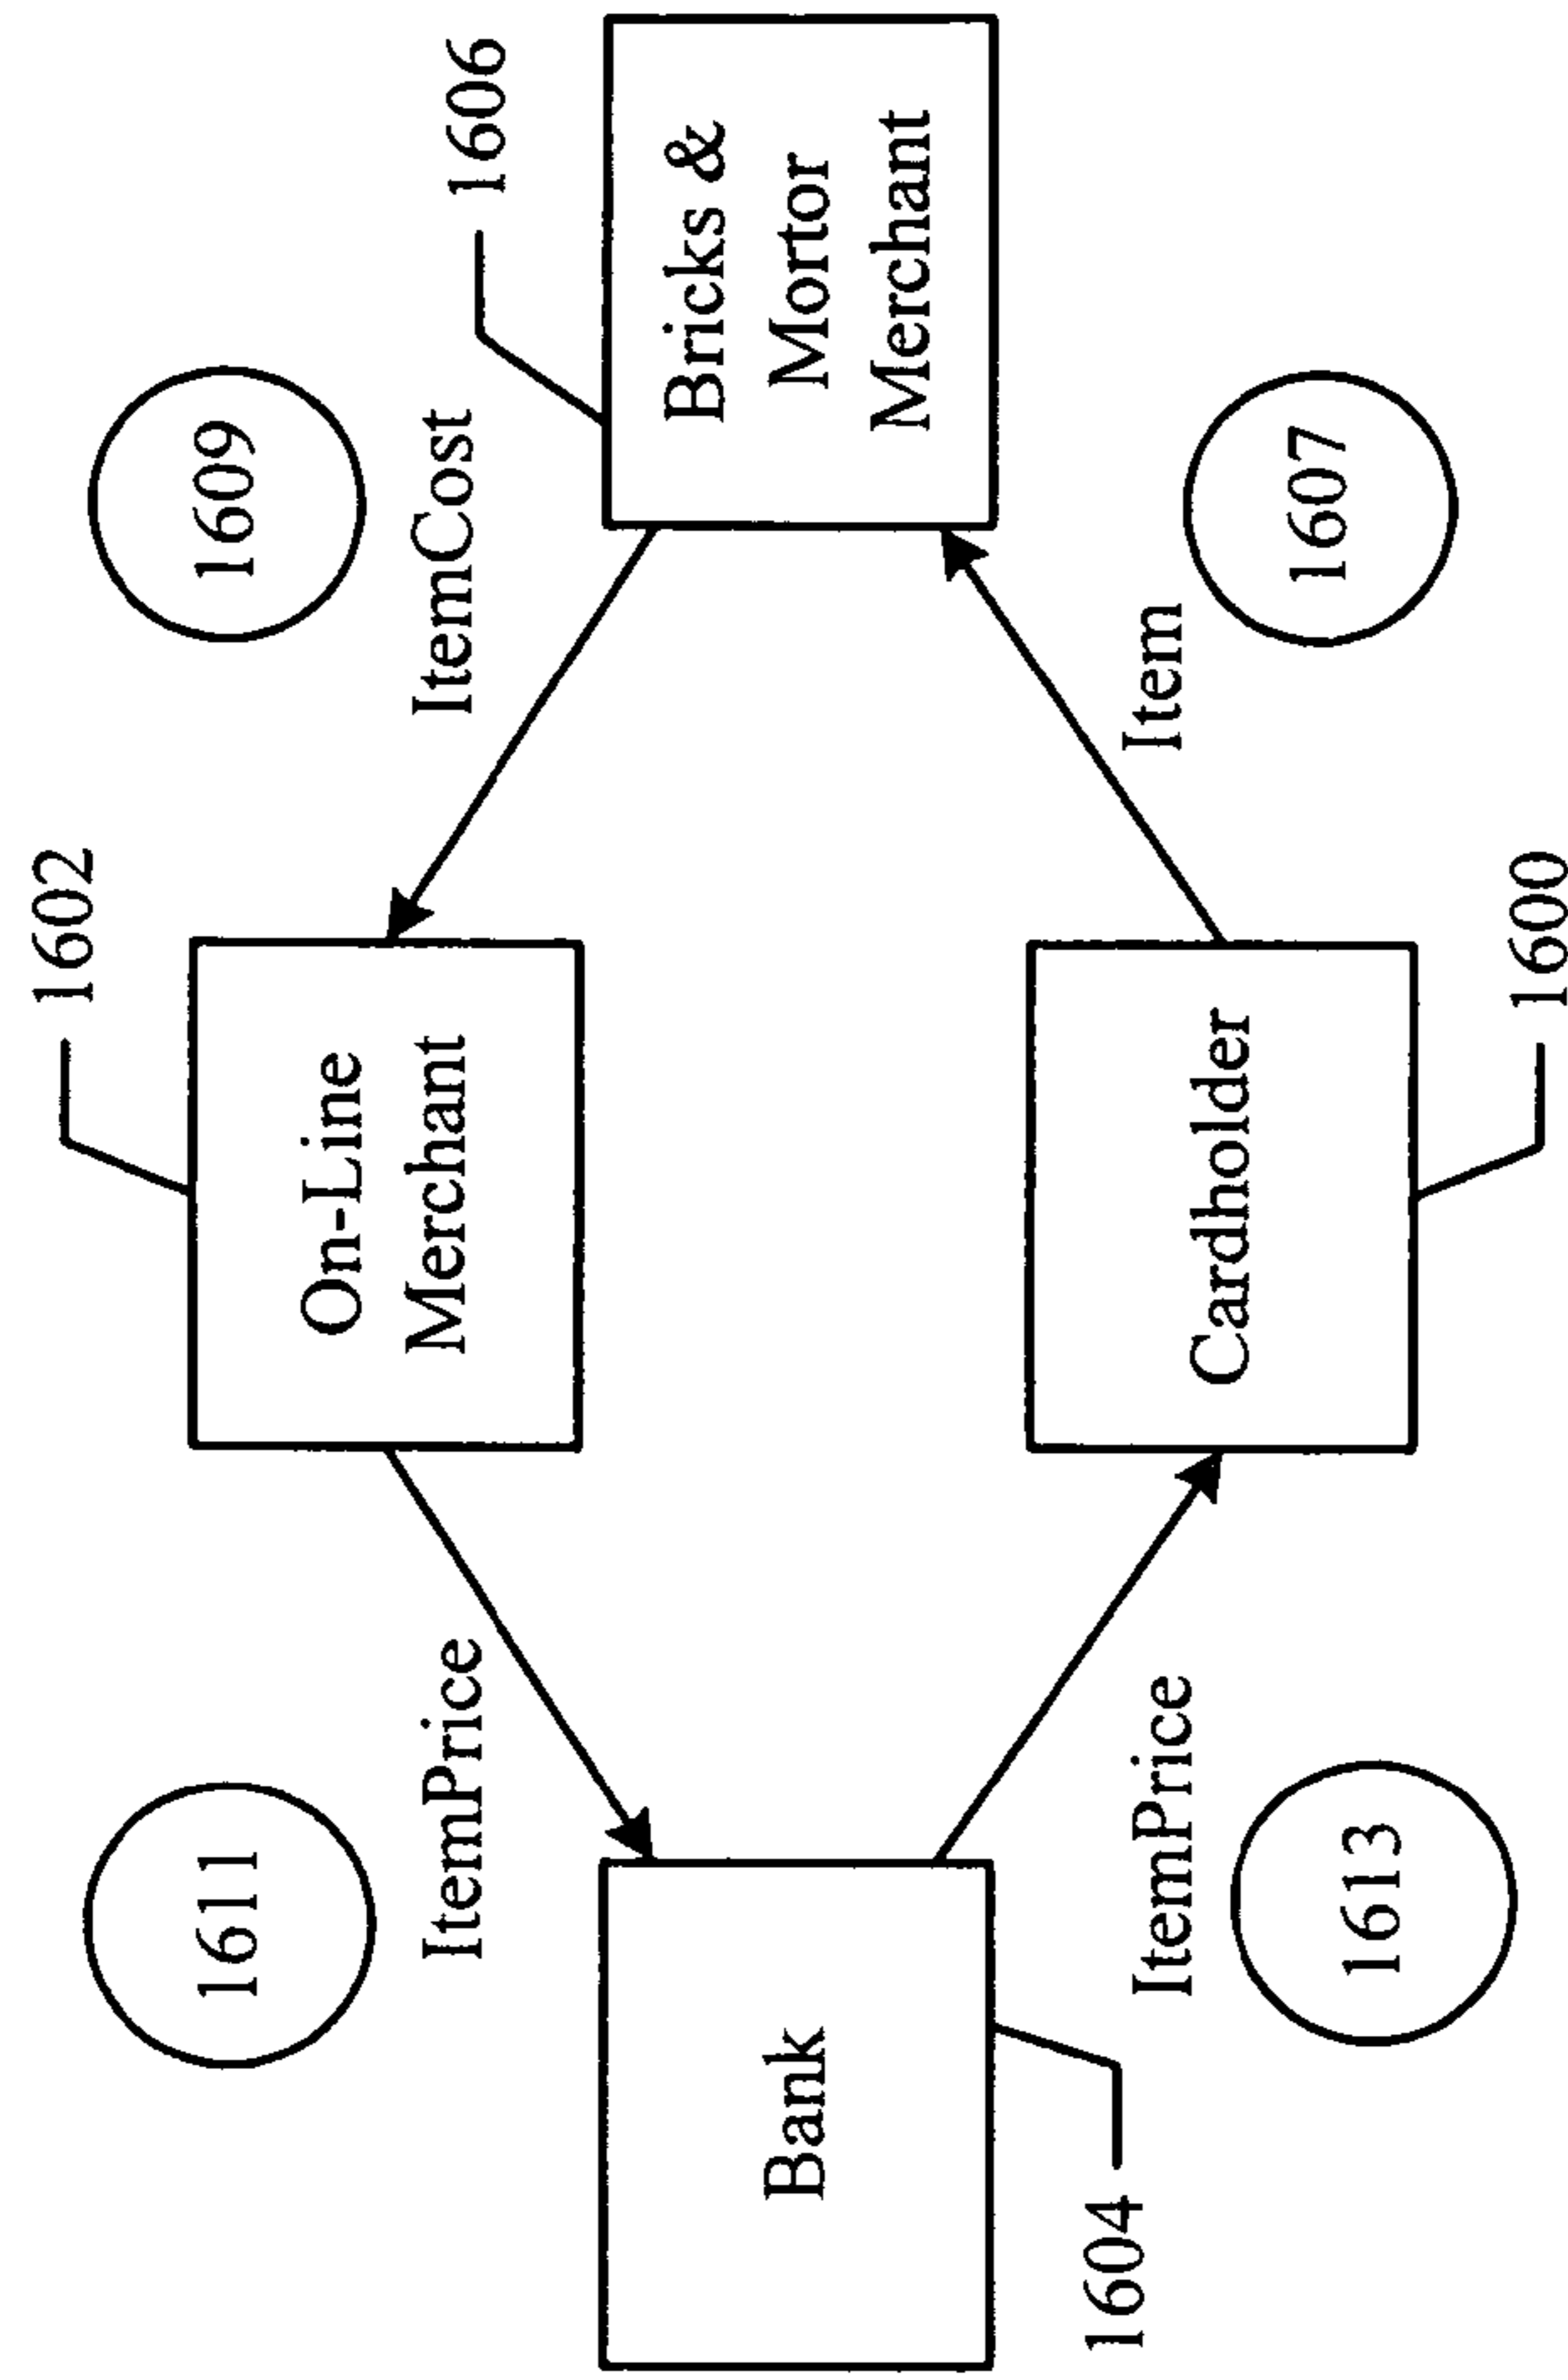 1602
1611
1609
On-Line
Merchant
ItemPrice
ItemCost
1606
Bank
Bricks &
Mortor
Merchant
1604
ItemPrice
Item
Cardholder
1613
1607
1600